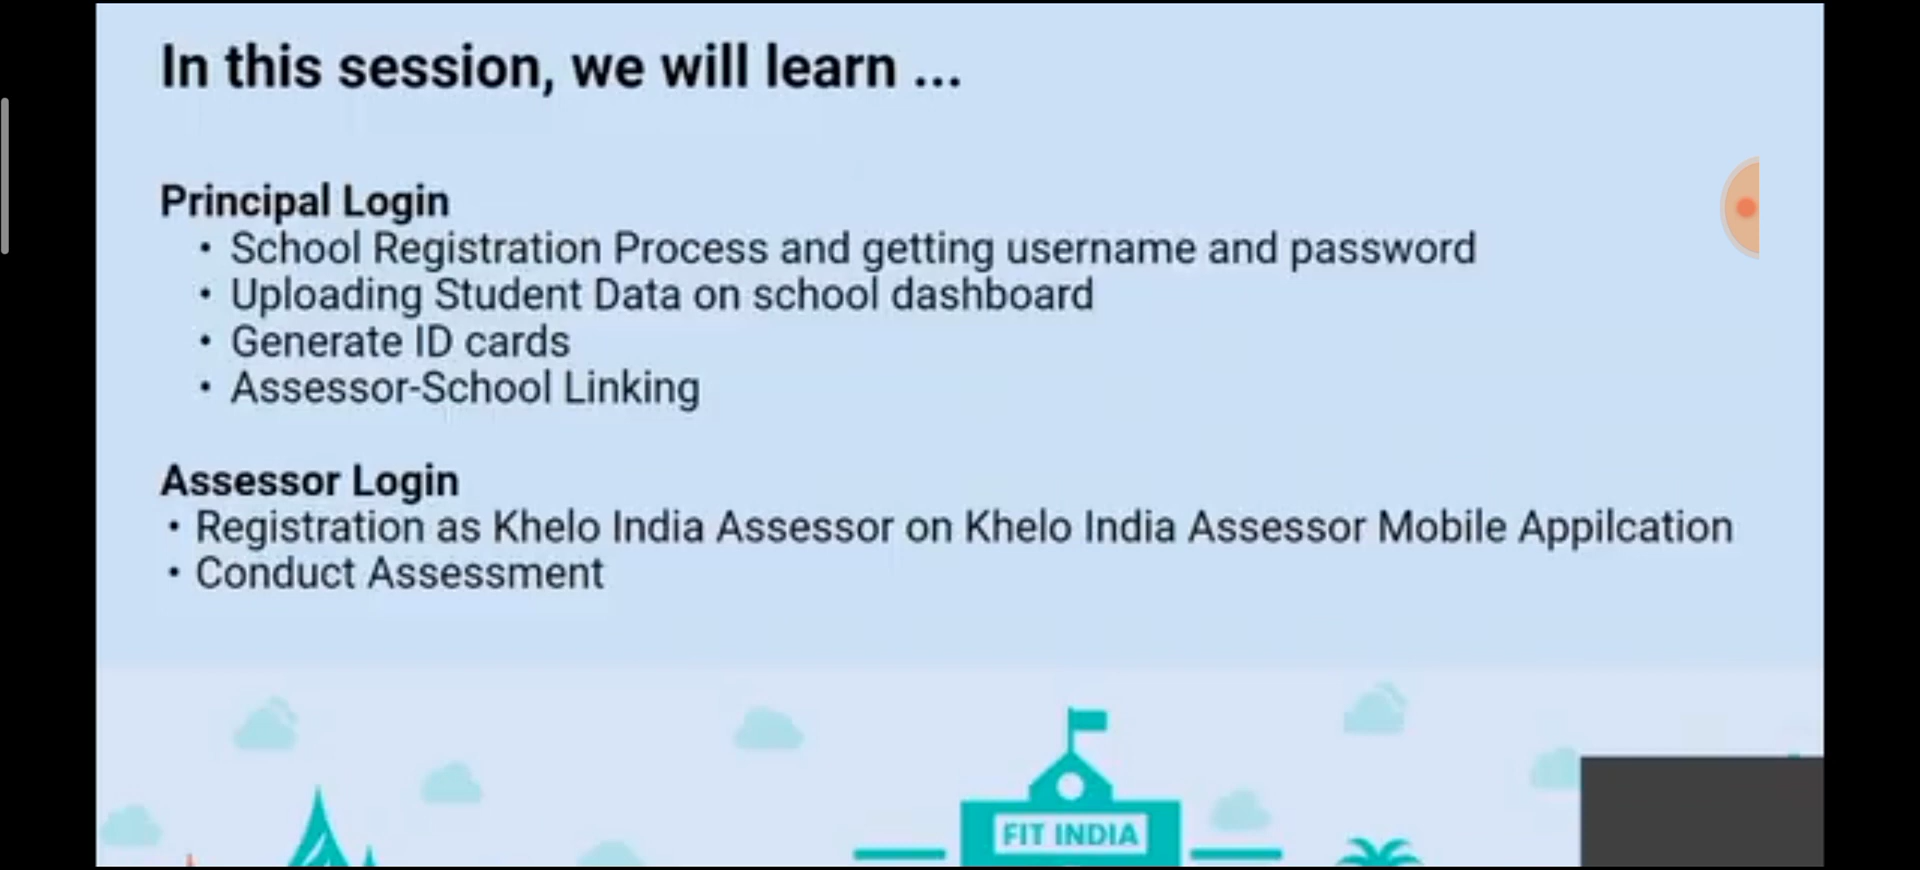 In this session, we will learn ...
Principal Login
• School Registration Process and getting username and password
• Uploading Student Data on school dashboard
• Generate ID cards
• Assessor-School Linking
Assessor Login
• Registration as Khelo India Assessor on Khelo India Assessor Mobile Appilcation
• Conduct Assessment
FIT INDIA